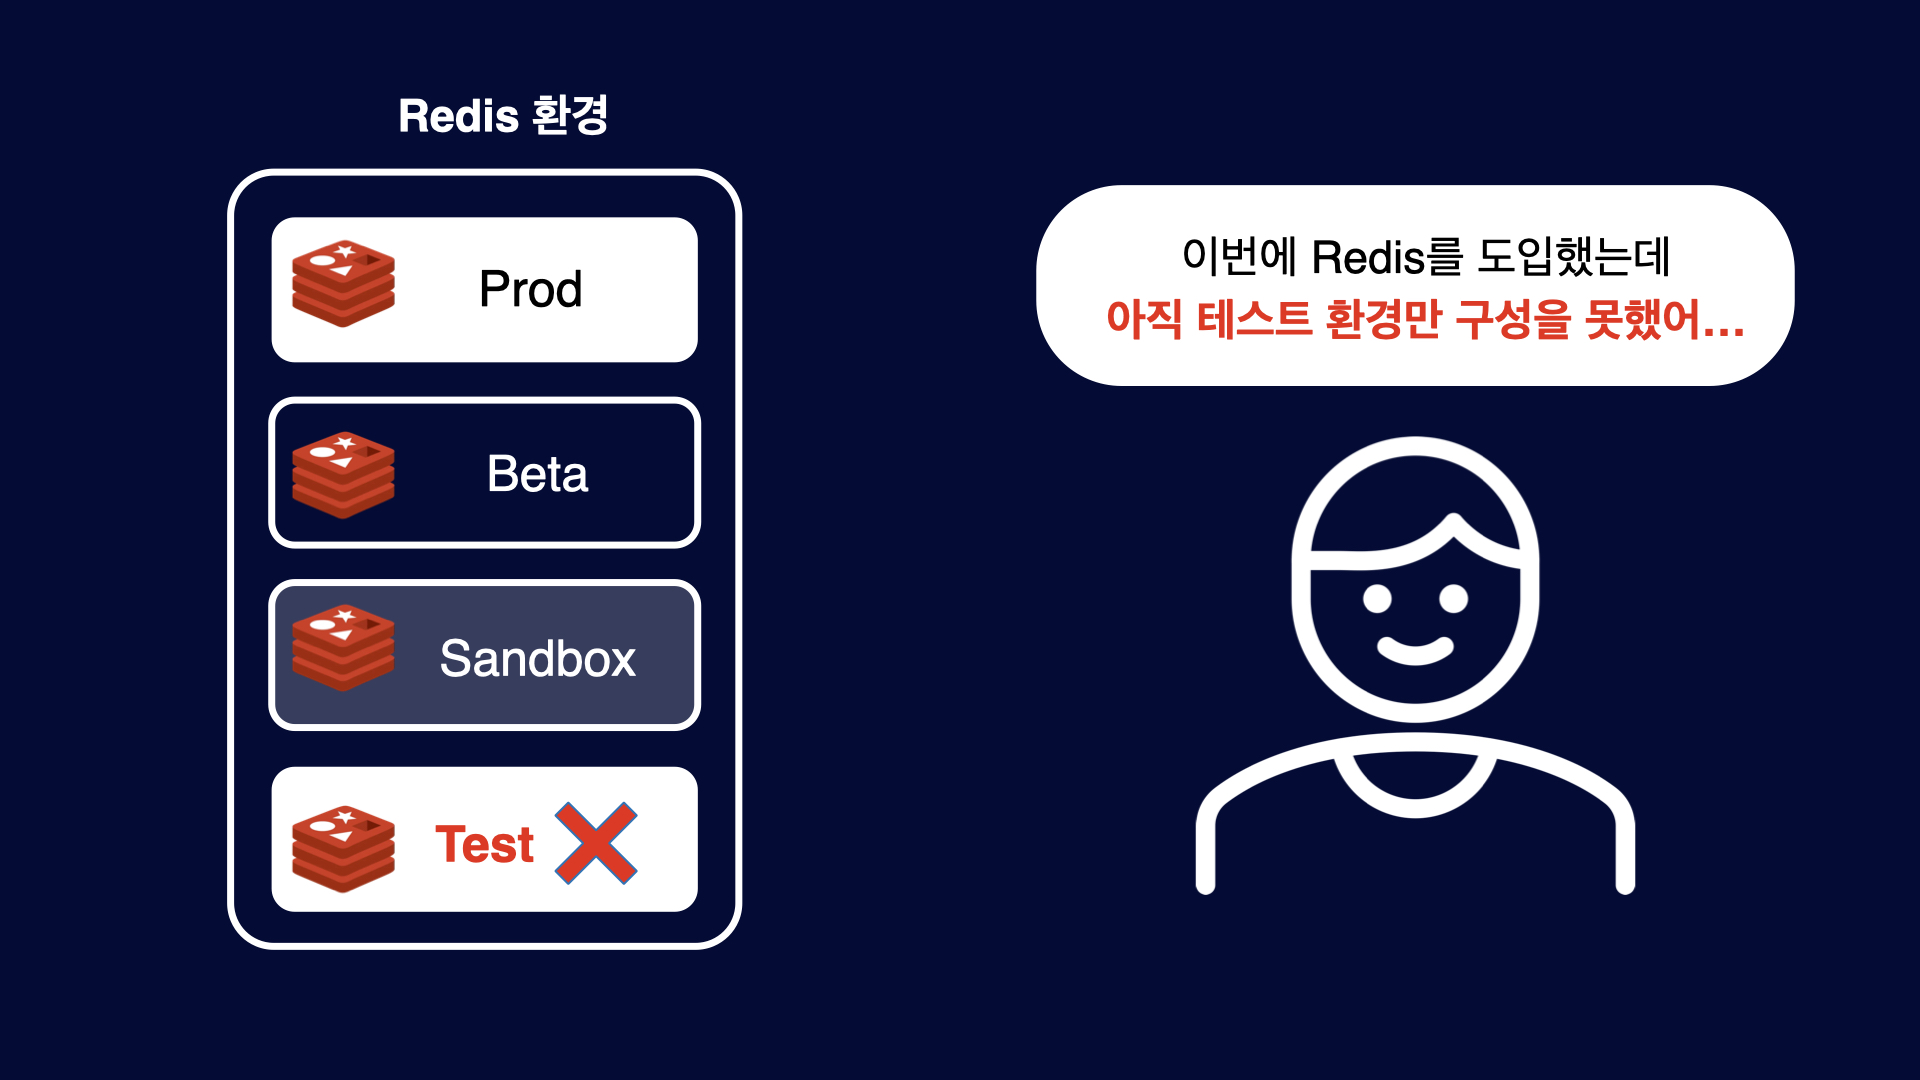 Redis 환경
Prod
Beta
Sandbox
Test
이번에 Redis를 도입했는데
아직 테스트 환경만 구성을 못했어...